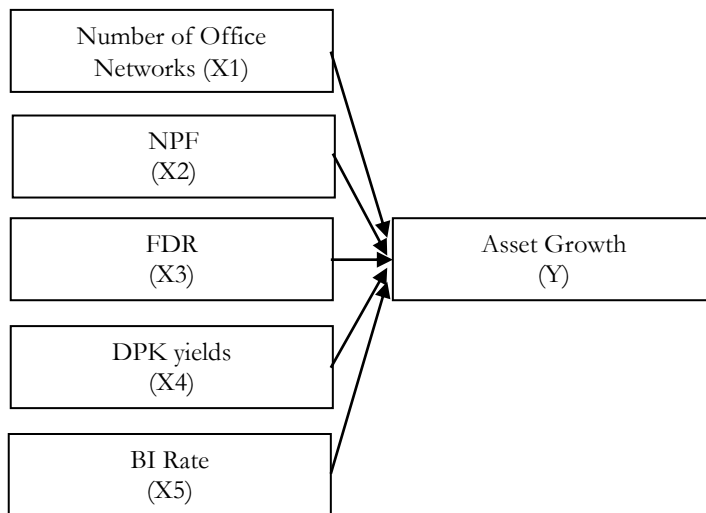 Number of Office
Networks (X1)
NPF
(X2)
FDR
(X3)
Asset Growth
(Y)
DPK yields
(X4)
BI Rate
(X5)